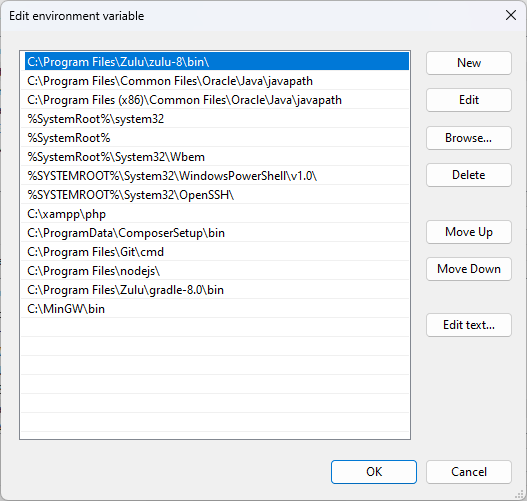 Edit environment variable
C:\Program Files\Zulu\zulu-8\bin\
New
C:\Program Files\Common Files\Oracle\Java\javapath
C:\Program Files (x86)\Common Files\Oracle\Java\javapath
Edit
%SystemRoot%\system32
%SystemRoot%
Browse...
%SystemRoot%\System32\Wbem
%SYSTEMROOT%\System32\WindowsPowerShell\v1.0\
Delete
%SYSTEMROOT%\System32\OpenSSH\
C:\xampp\php
C:\ProgramData\ComposerSetup\bin
Move Up
C:\Program Files\Git\cmd
C:\Program Files\nodejs\
Move Down
C:\Program Files\Zulu\gradle-8.0\bin
C:\MinGW\bin
Edit text...
OK
Cancel